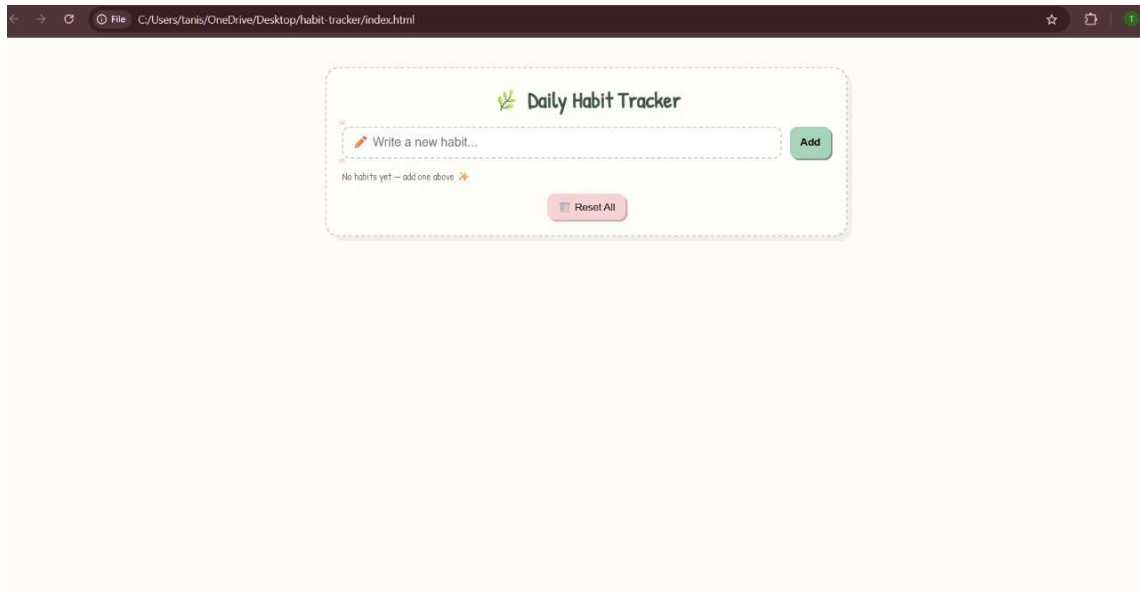 File C:/Users/tanis/OneDrive/Desktop/habit-tracker/index.html
T
🌿 Daily Habit Tracker
✏️ Write a new habit...
Add
No habits yet — add one above ✨
🗑️ Reset All